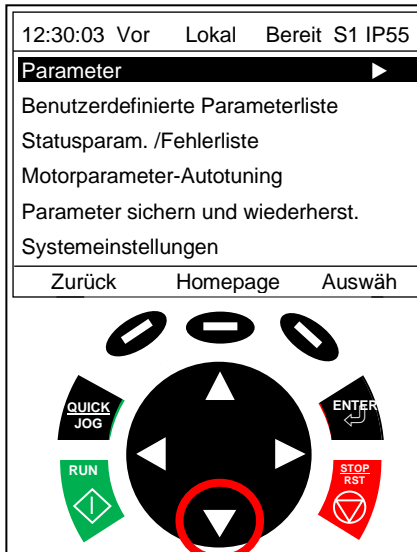 12:30:03 Vor Lokal Bereit S1 IP55
Parameter
Benutzerdefinierte Parameterliste
Statusparam. /Fehlerliste
Motorparameter-Autotuning
Parameter sichern und wiederherst.
Systemeinstellungen
Zurück Homepage Auswäh
QUICK
JOG
ENTER
RUN
STOP
RST